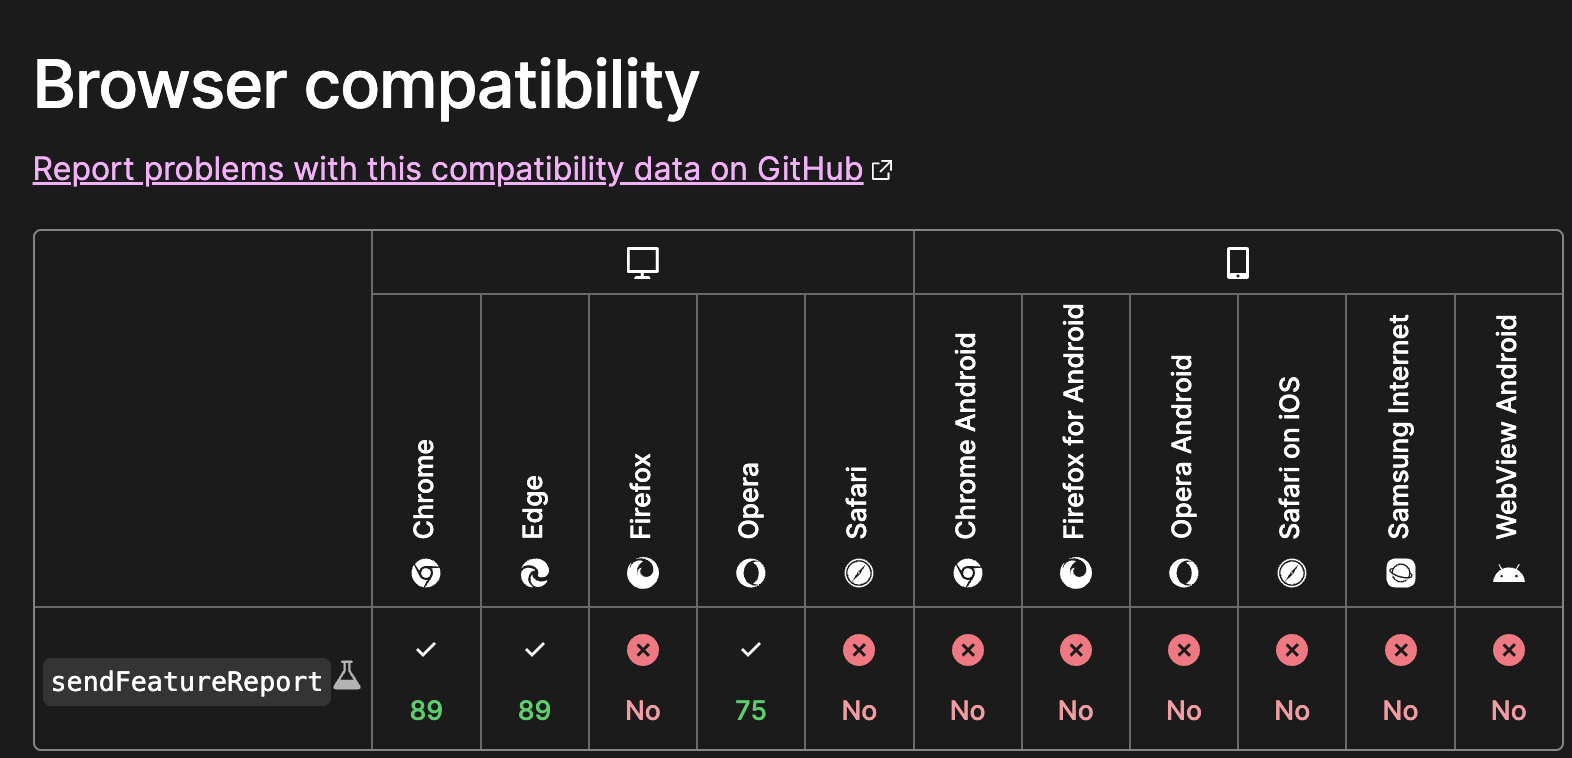 Browser compatibility
Report problems with this compatibility data on GitHub
Chrome
Edge
Firefox
Opera
Safari
Chrome Android
Firefox for Android
Opera Android
Safari on iOS
Samsung Internet
WebView Android
sendFeatureReport
89
89
No
75
No
No
No
No
No
No
No